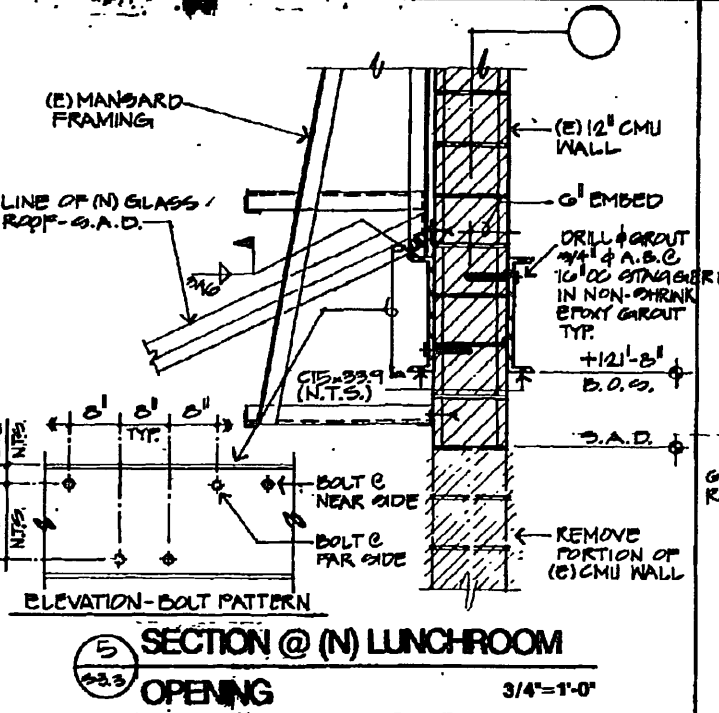 (E) MANSARD
FRAMING
(E) 12" CMU
WALL
LINE OF (N) GLASS
ROOF - S.A.D.
6" EMBED
DRILL & GROUT
3/4" ϕ A.B. @
16" OC STAGGERED
IN NON-SHRINK
EPOXY GROUT
TYP.
3/16
+121'-8"
B.O.S.
(N.T.S.)
8" 8" 8"
TYP.
S.A.D.
N.T.S.
N.T.S.
BOLT @
NEAR SIDE
BOLT @
FAR SIDE
REMOVE
PORTION OF
(E) CMU WALL
ELEVATION - BOLT PATTERN
5
S3.3
SECTION @ (N) LUNCHROOM
OPENING
3/4"=1'-0"